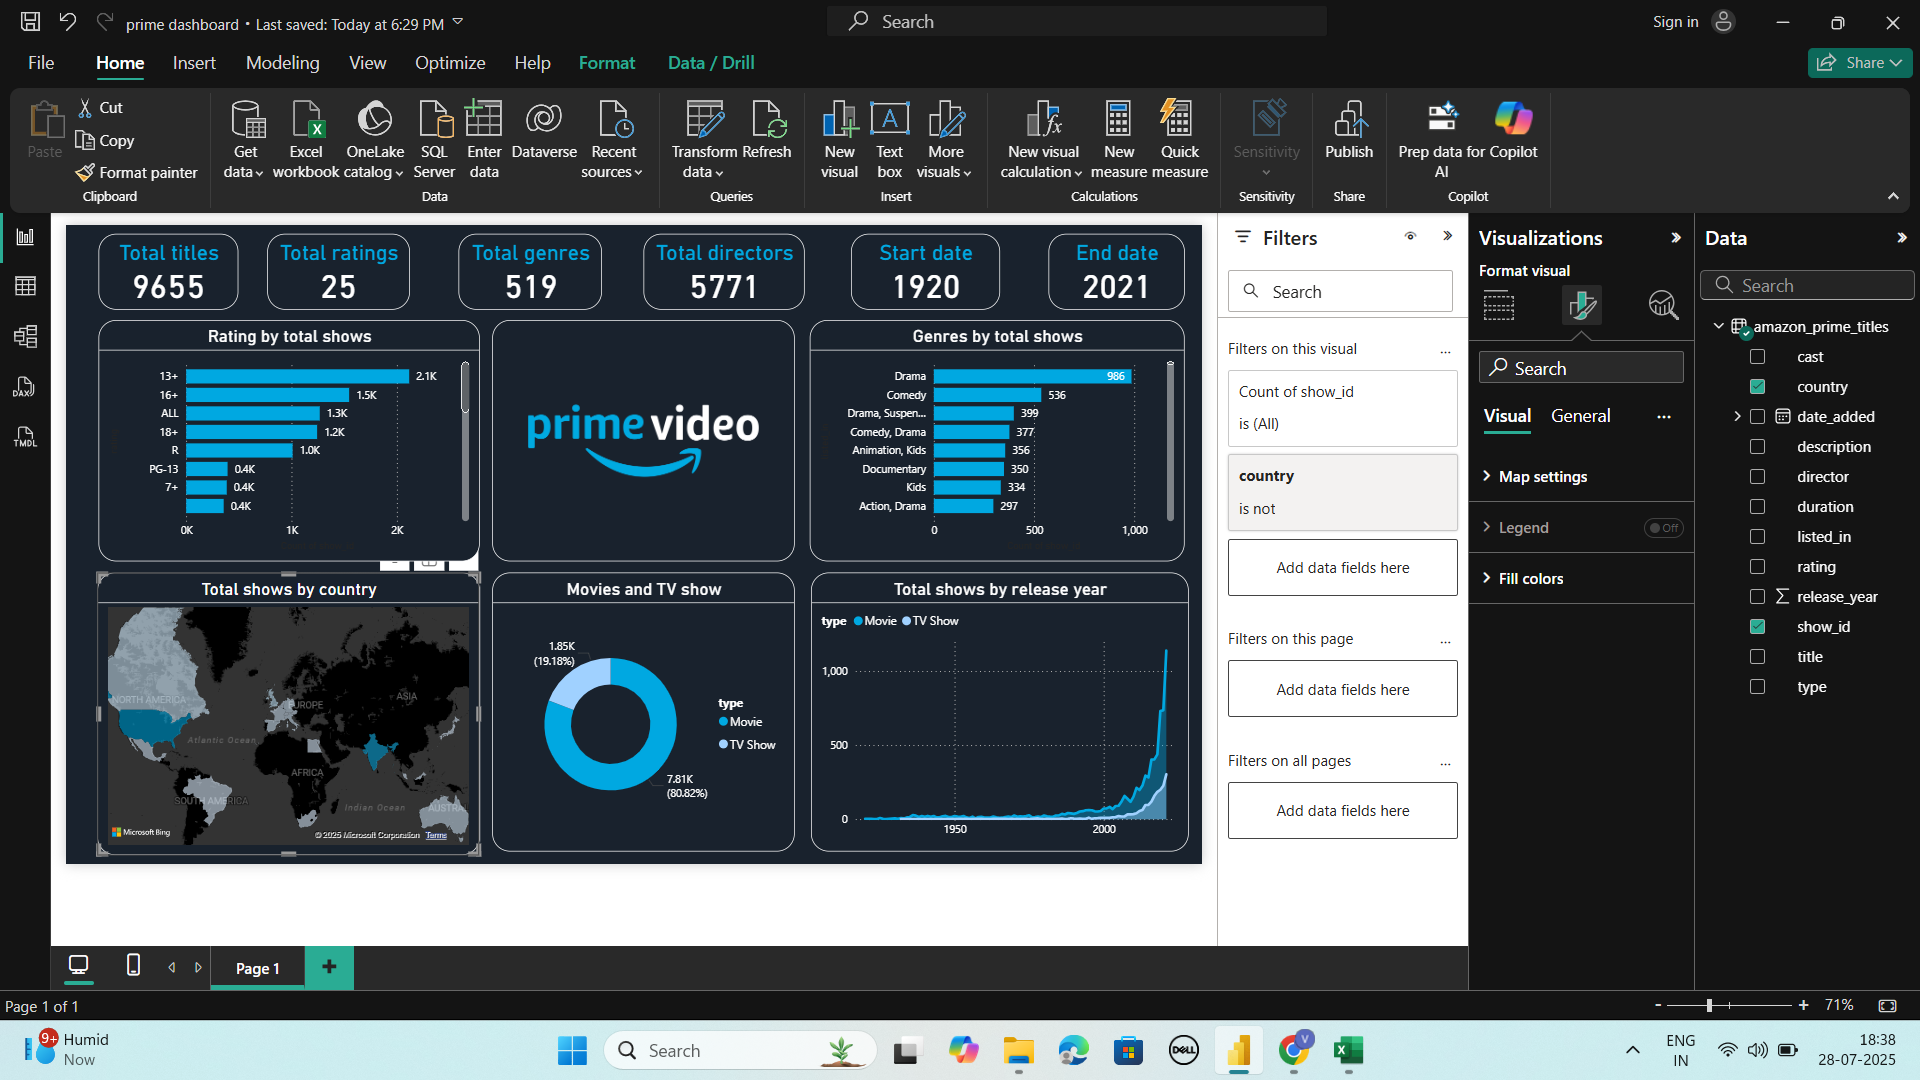 prime dashboard • Last saved: Today at 6:29 PM
Search
Sign in
File
Home
Insert
Modeling
View
Optimize
Help
Format
Data / Drill
Share
Paste
Cut
Copy
Format painter
Clipboard
Get data
Excel workbook
OneLake catalog
SQL Server
Enter data
Dataverse
Recent sources
Data
Transform data
Refresh
Queries
New visual
Text box
More visuals
Insert
New visual calculation
New measure
Quick measure
Calculations
Sensitivity
Sensitivity
Publish
Share
Prep data for AI
Copilot
Copilot
DAX
TMDL
Total titles
9655
Total ratings
25
Total genres
519
Total directors
5771
Start date
1920
End date
2021
Rating by total shows
13+ 2.1K
16+ 1.5K
ALL 1.3K
18+ 1.2K
R 1.0K
PG-13 0.4K
7+ 0.4K
0.4K
0K 1K 2K
prime video
Genres by total shows
Drama 986
Comedy 536
Drama, Suspen... 399
Comedy, Drama 377
Animation, Kids 356
Documentary 350
Kids 334
Action, Drama 297
0 500 1,000
Total shows by country
NORTH AMERICA
EUROPE
ASIA
Atlantic Ocean
AFRICA
SOUTH AMERICA
Indian Ocean
AUSTRAL
Microsoft Bing
© 2025 Microsoft Corporation Terms
Movies and TV show
1.85K
(19.18%)
type
Movie
TV Show
7.81K
(80.82%)
Total shows by release year
type Movie TV Show
1,000
500
0
1950 2000
Filters
Search
Filters on this visual ...
Count of show_id
is (All)
country
is not
Add data fields here
Filters on this page ...
Add data fields here
Filters on all pages ...
Add data fields here
Visualizations
Format visual
Search
Visual
General
...
Map settings
Legend
Off
Fill colors
Data
Search
amazon_prime_titles
cast
country
date_added
description
director
duration
listed_in
rating
release_year
show_id
title
type
Page 1
+
Page 1 of 1
- + 71%
9+
Humid
Now
Search
DELL
V
ENG
IN
18:38
28-07-2025